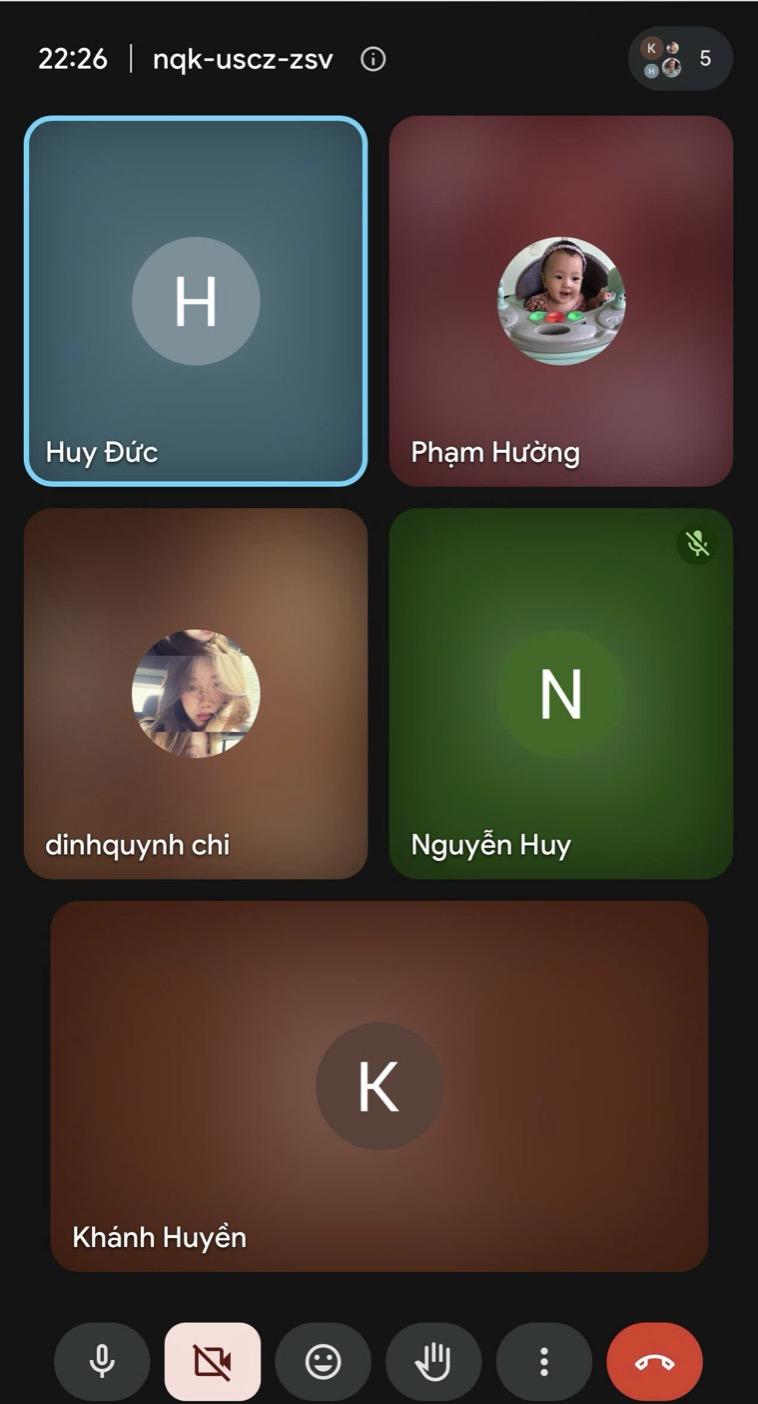 22:26 | nqk-uscz-zsv
K
H
5
H
Huy Đức
Phạm Hường
dinhquynh chi
N
Nguyễn Huy
K
Khánh Huyền